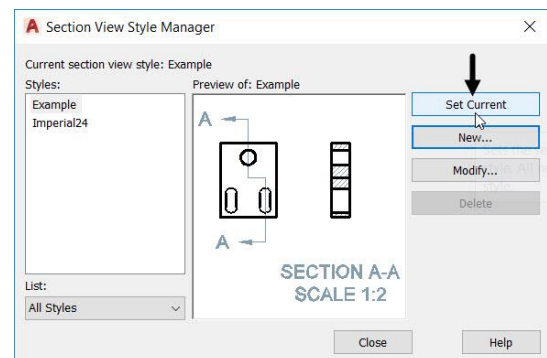 A Section View Style Manager
Current section view style: Example
Styles:
Preview of: Example
Example
Imperial24
A
A
SECTION A-A
SCALE 1:2
Set Current
New...
Modify...
Delete
List:
All Styles
Close
Help